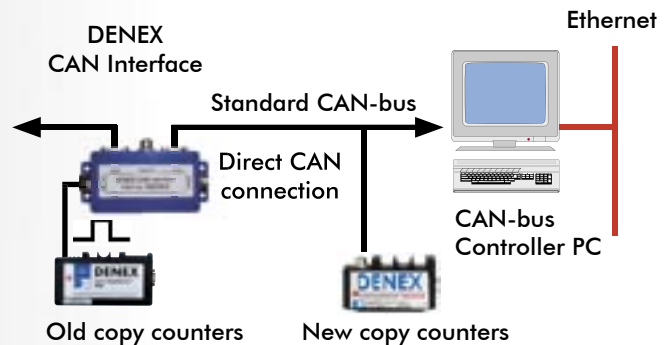 DENEX
CAN Interface
Ethernet
Standard CAN-bus
Direct CAN
connection
CAN-bus
Controller PC
DENEX
DENEX
Old copy counters
New copy counters